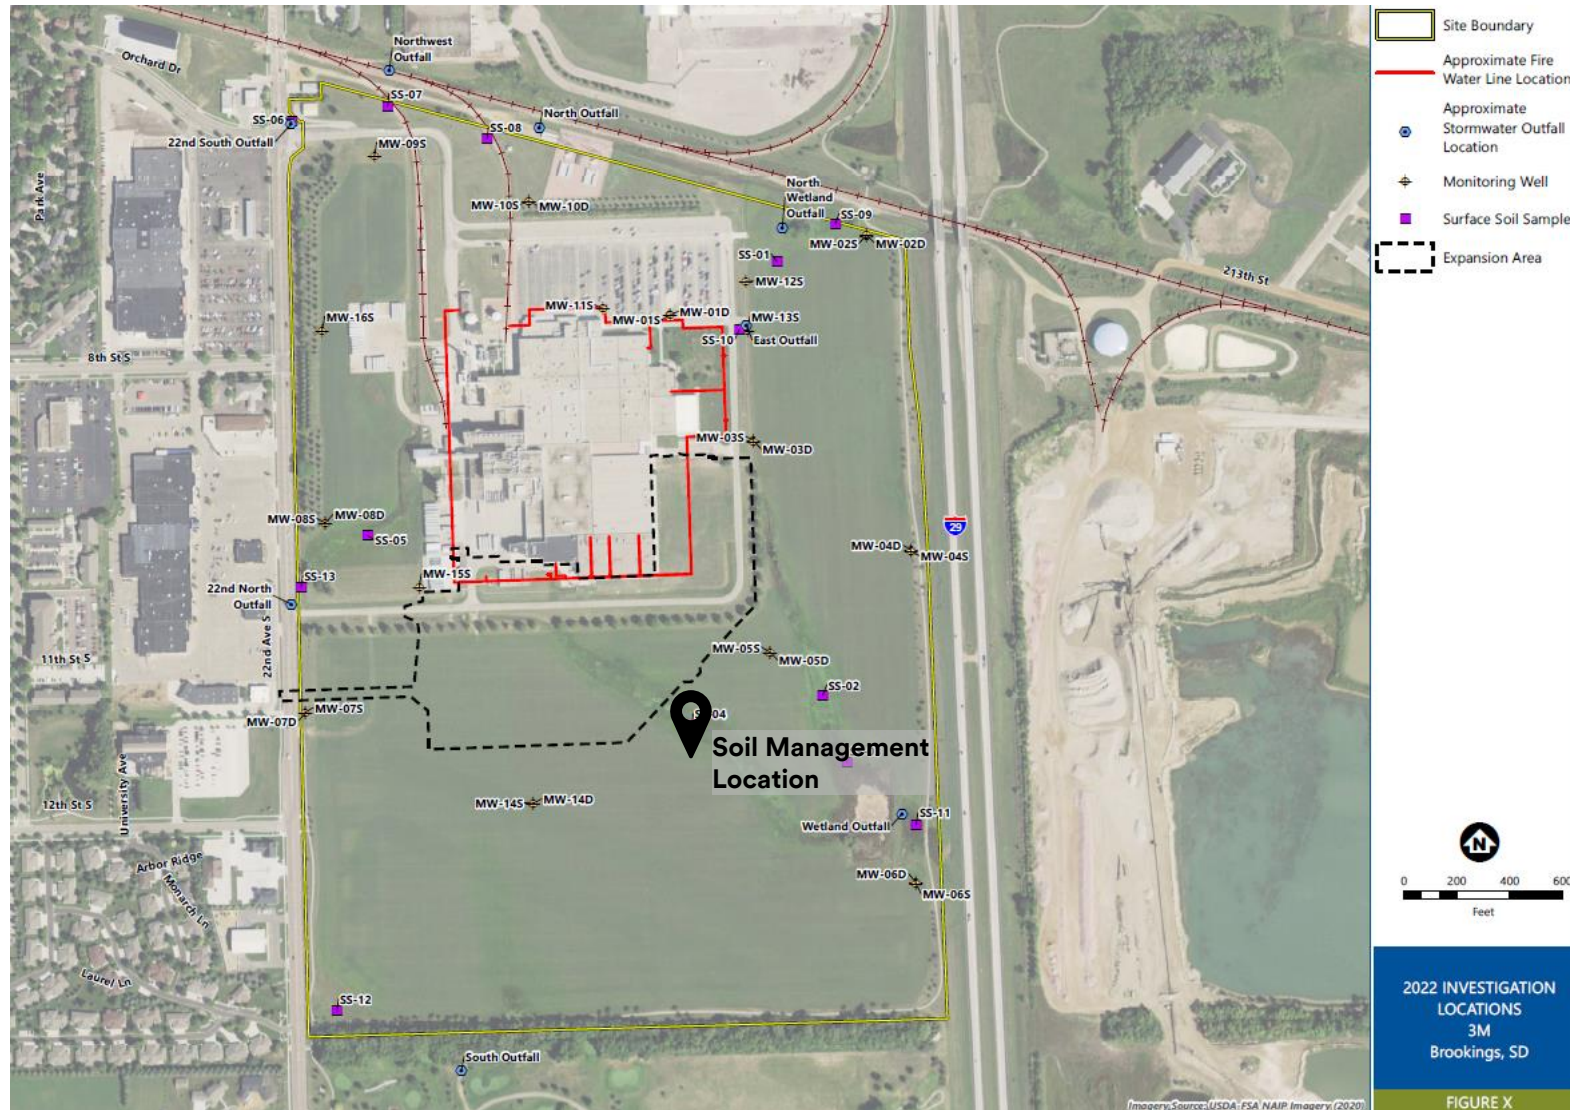 Northwest
Outfall
Orchard Dr
SS-07
SS-06
22nd South Outfall
North Outfall
SS-08
MW-09S
Park Ave
MW-10S
MW-10D
North
Wetland
Outfall
SS-09
MW-02S
MW-02D
SS-01
213th St
MW-12S
MW-11S
MW-01S
MW-01D
MW-13S
MW-16S
SS-10
East Outfall
8th St S
MW-03S
MW-03D
MW-08S
MW-08D
SS-05
29
MW-04D
MW-04S
SS-13
MW-15S
22nd North
Outfall
22nd Ave S
11th St S
MW-05S
MW-05D
SS-02
MW-07D
MW-07S
04
Soil Management
Location
University Ave
12th St S
MW-14S
MW-14D
Wetland Outfall
SS-11
Arbor Ridge
Monarch Ln
MW-06D
MW-06S
Laurel Ln
SS-12
South Outfall
Imagery Source: USDA-FSA NAIP Imagery (2020)
Site Boundary
Approximate Fire
Water Line Location
Approximate
Stormwater Outfall
Location
Monitoring Well
Surface Soil Sample
Expansion Area
N
0 200 400 600
Feet
2022 INVESTIGATION
LOCATIONS
3M
Brookings, SD
FIGURE X